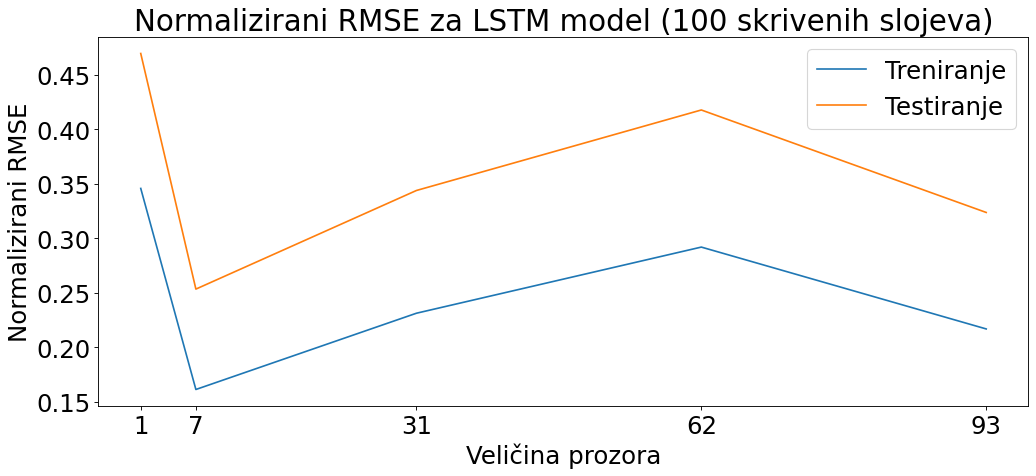 Normalizirani RMSE za LSTM model (100 skrivenih slojeva)
Treniranje
Testiranje
Normalizirani RMSE
0.45
0.40
0.35
0.30
0.25
0.20
0.15
1 7 31 62 93
Veličina prozora